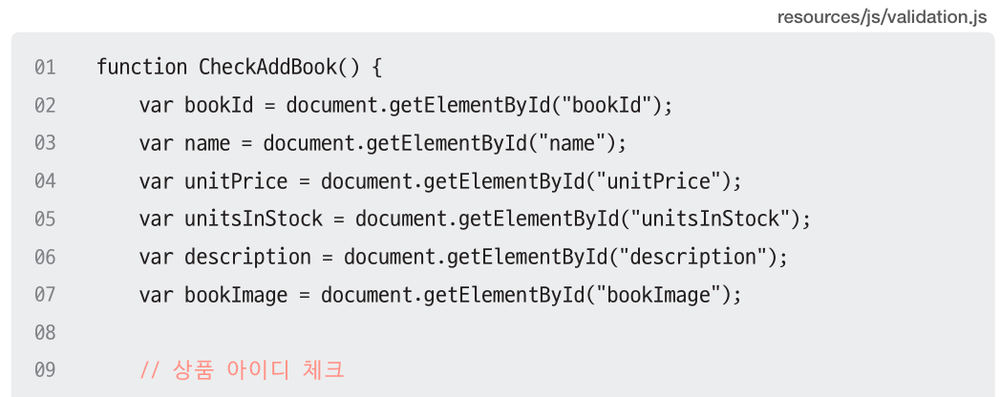 resources/js/validation.js
01 function CheckAddBook() {
02 var bookId = document.getElementById("bookId");
03 var name = document.getElementById("name");
04 var unitPrice = document.getElementById("unitPrice");
05 var unitsInStock = document.getElementById("unitsInStock");
06 var description = document.getElementById("description");
07 var bookImage = document.getElementById("bookImage");
08
09 // 상품 아이디 체크